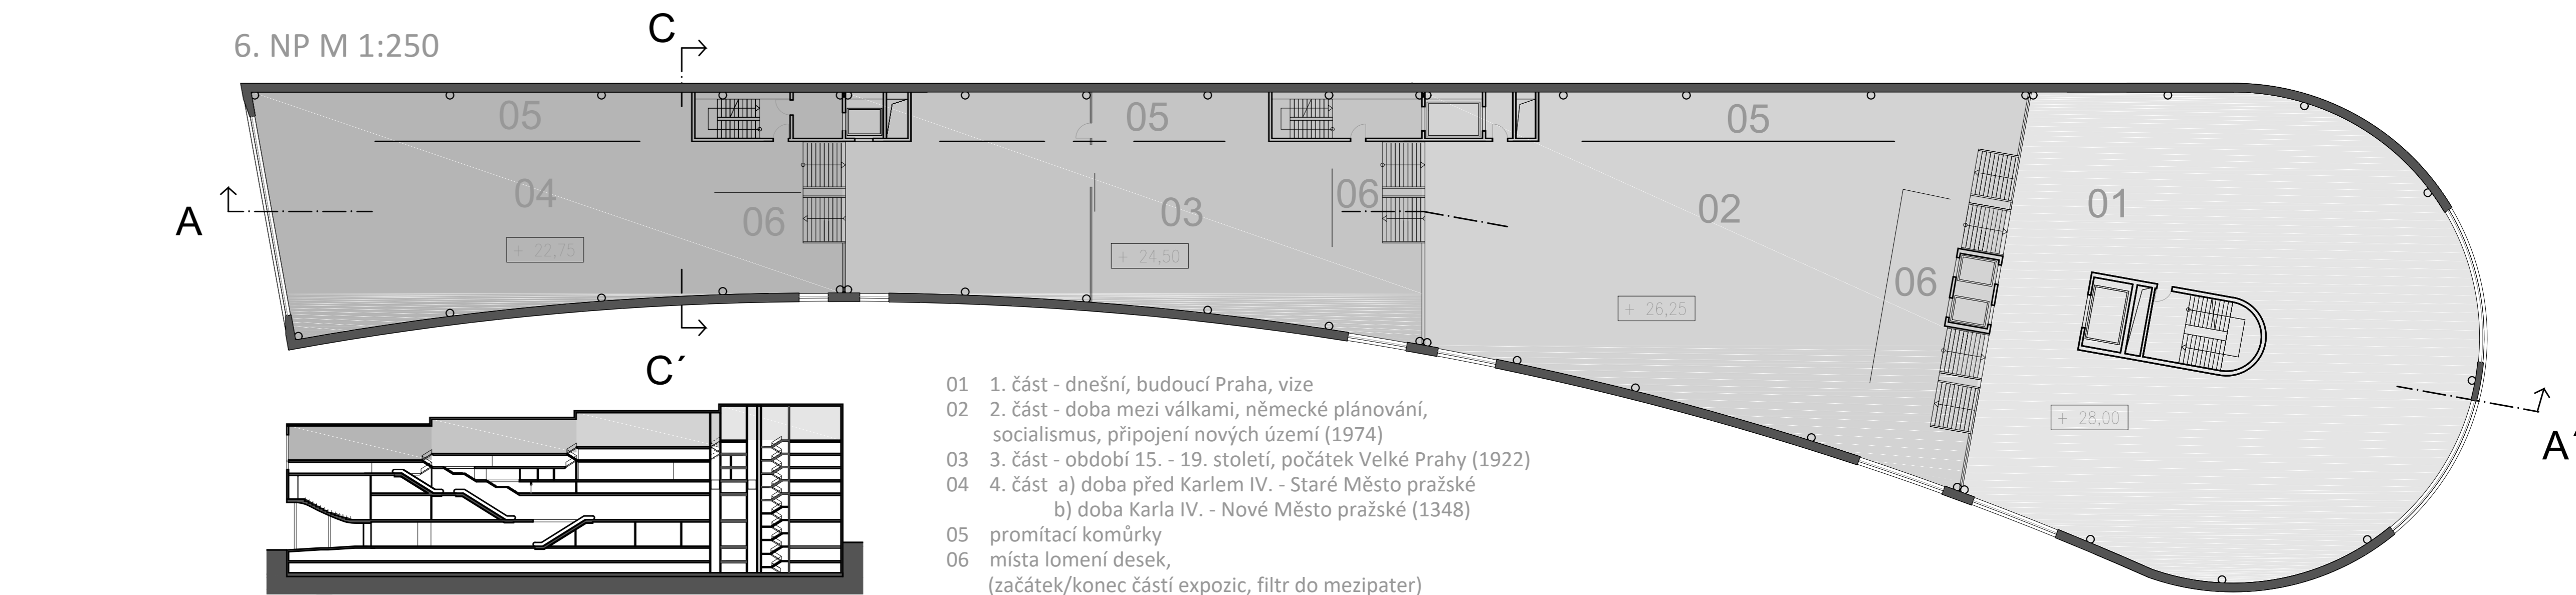 6. NP M 1:250
C
05
05
05
04
06
03
06
02
01
A
+ 22,75
+ 24,50
06
+ 26,25
+ 28,00
C´
A´
01 1. část - dnešní, budoucí Praha, vize
02 2. část - doba mezi válkami, německé plánování,
socialismus, připojení nových území (1974)
03 3. část - období 15. - 19. století, počátek Velké Prahy (1922)
04 4. část a) doba před Karlem IV. - Staré Město pražské
b) doba Karla IV. - Nové Město pražské (1348)
05 promítací komůrky
06 místa lomení desek,
(začátek/konec částí expozic, filtr do mezipater)